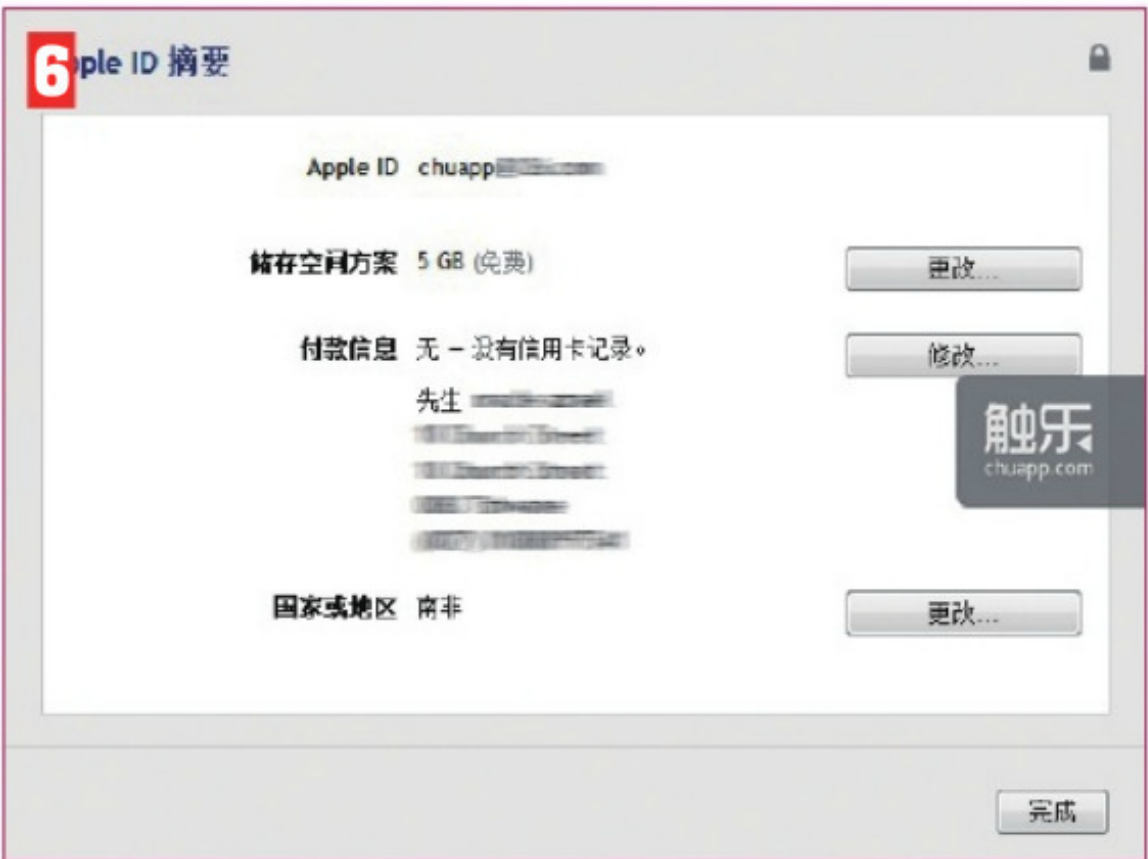 6
pple ID 摘要
Apple ID chuapp
储存空间方案 5 GB (免费)
更改...
付款信息 无 – 没有信用卡记录。
修改...
先生
触乐
chuapp.com
国家或地区 南非
更改...
完成